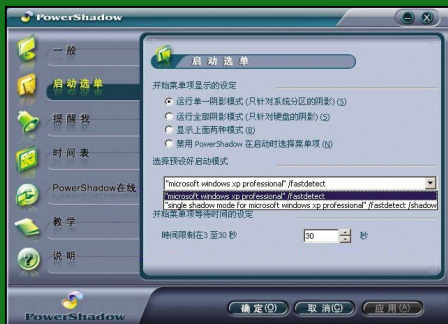 PowerShadow
一 般
启 动 选 单
提 醒 我
时 间 表
PowerShadow在线
教 学
说 明
PowerShadow
启 动 选 单
开始菜单项显示的设定
运行单一阴影模式 (只针对系统分区的阴影) (S)
运行全部阴影模式 (只针对硬盘的阴影) (S)
显示上面两种模式 (B)
禁用 PowerShadow 在启动时选择菜单项 (N)
选择预设好启动模式
"microsoft windows xp professional" /fastdetect
"microsoft windows xp professional" /fastdetect
"single shadow mode for microsoft windows xp professional" /fastdetect /shadow
开始菜单项等待时间的设定
時间限制在3 至30 秒
30
秒
确 定(O)
取 消(C)
应 用(A)